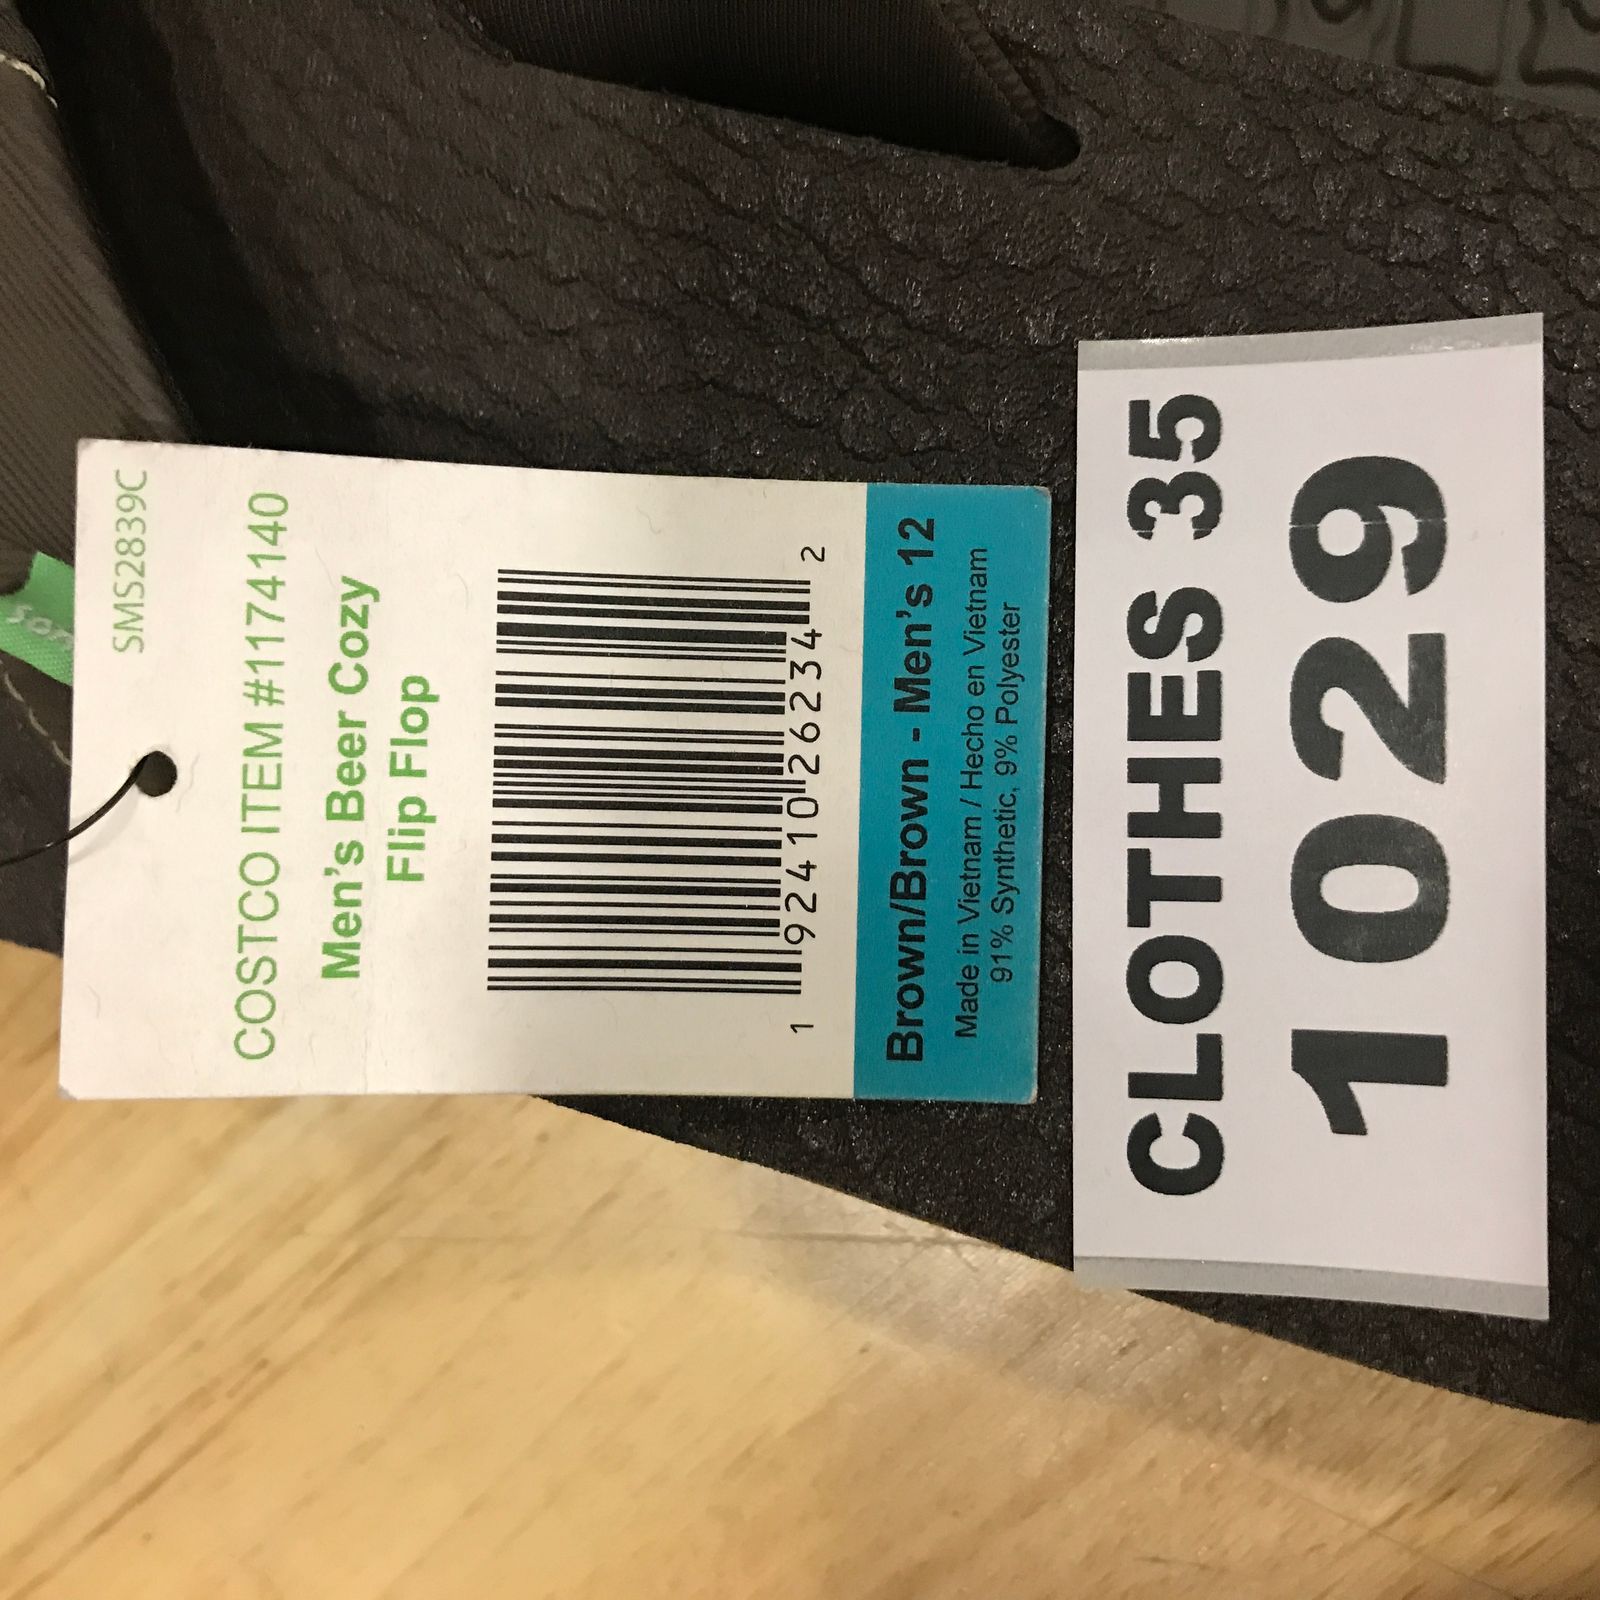 SMS2839C
COSTCO ITEM #1174140
Men's Beer Cozy
Flip Flop
1 92410 26234 2
Brown/Brown - Men's 12
Made in Vietnam / Hecho en Vietnam
91% Synthetic, 9% Polyester
CLOTHES 35
1029